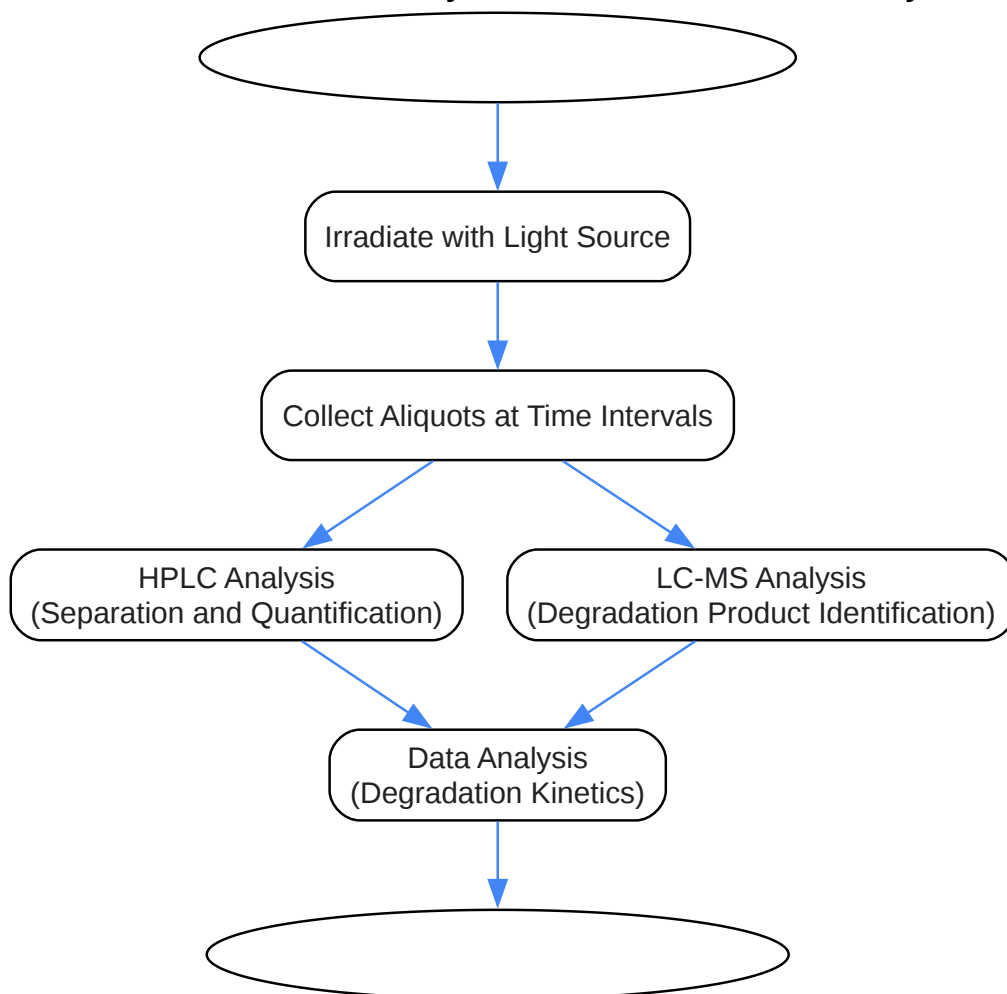 Irradiate with Light Source
Collect Aliquots at Time Intervals
HPLC Analysis
(Separation and Quantification)
LC-MS Analysis
(Degradation Product Identification)
Data Analysis
(Degradation Kinetics)